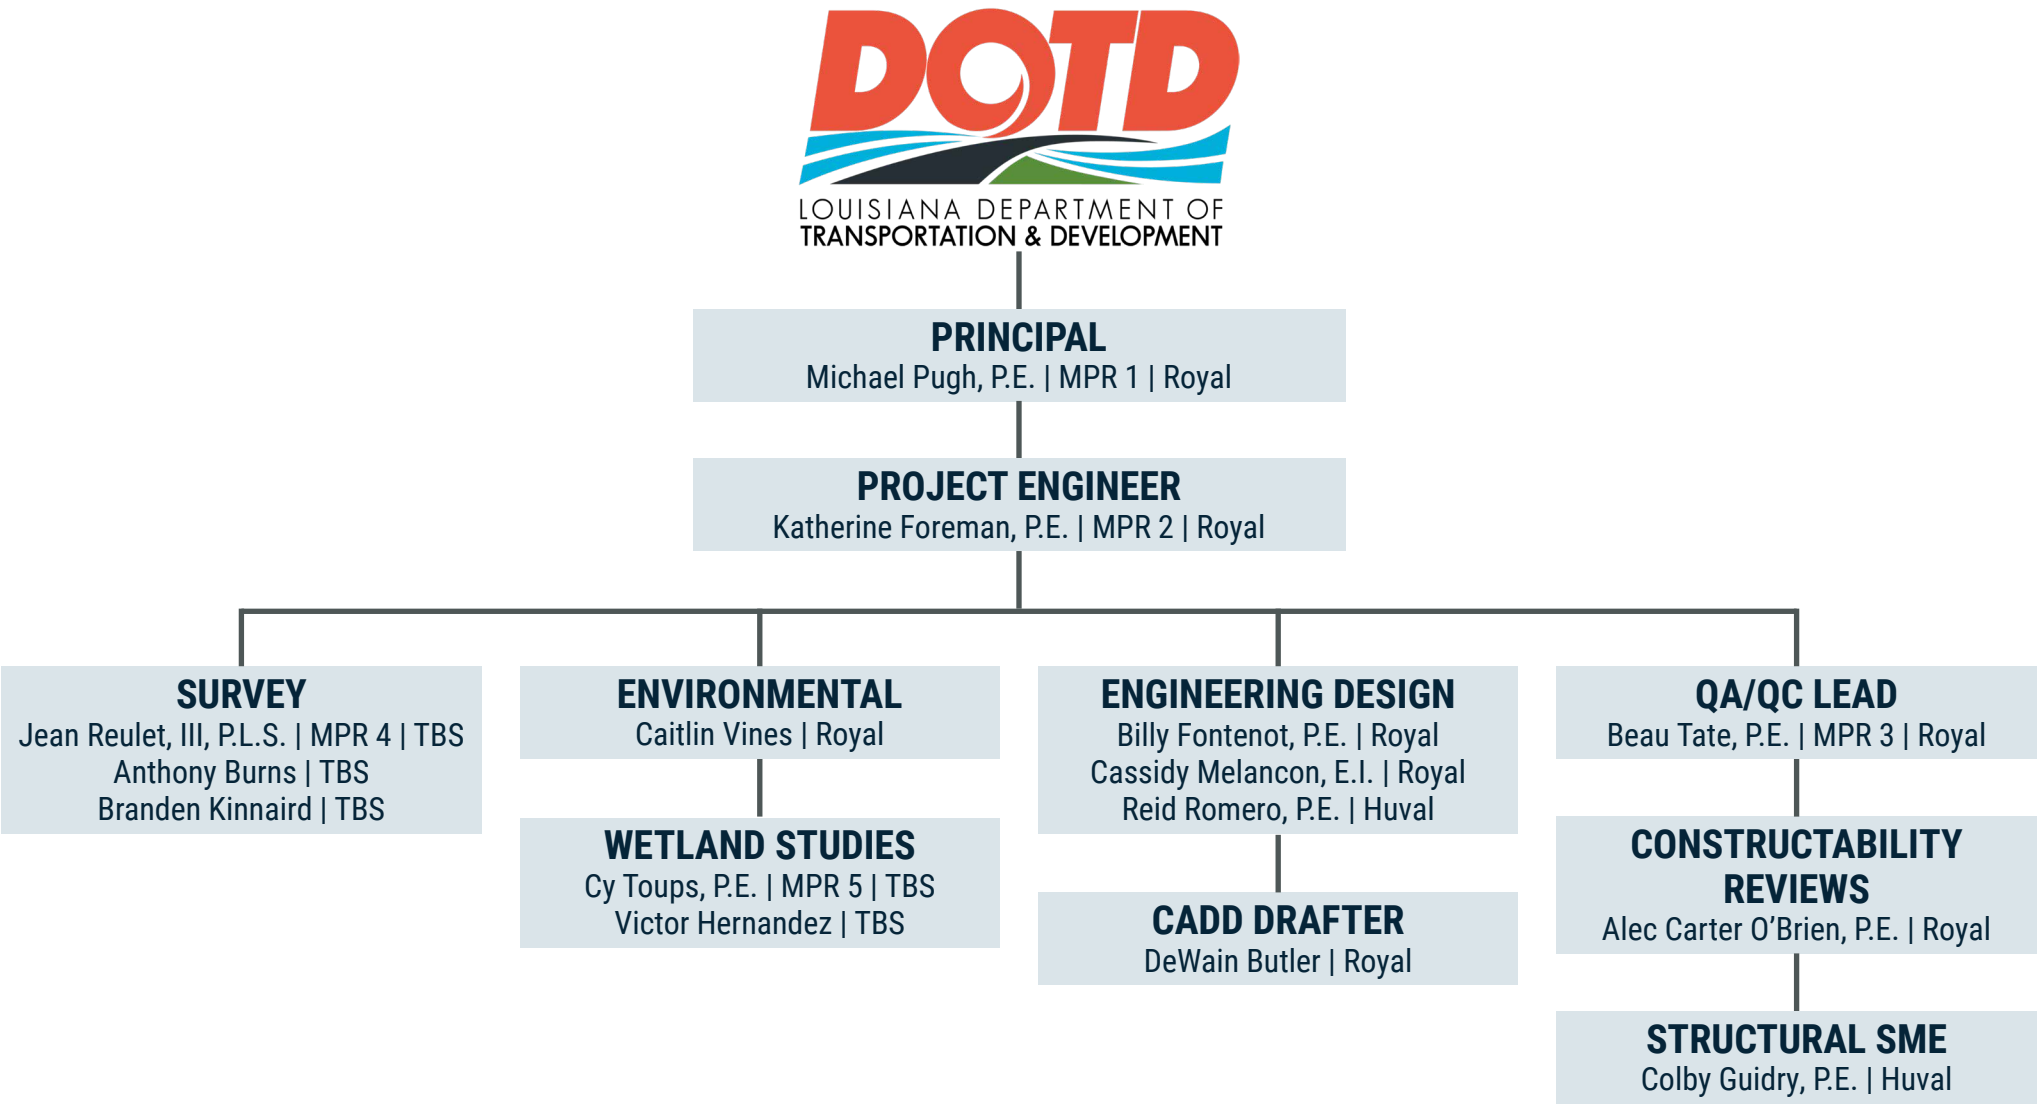 DOTD
LOUISIANA DEPARTMENT OF
TRANSPORTATION & DEVELOPMENT
PRINCIPAL
Michael Pugh, P.E. | MPR 1 | Royal
PROJECT ENGINEER
Katherine Foreman, P.E. | MPR 2 | Royal
SURVEY
Jean Reulet, III, P.L.S. | MPR 4 | TBS
Anthony Burns | TBS
Branden Kinnaird | TBS
ENVIRONMENTAL
Caitlin Vines | Royal
WETLAND STUDIES
Cy Toups, P.E. | MPR 5 | TBS
Victor Hernandez | TBS
ENGINEERING DESIGN
Billy Fontenot, P.E. | Royal
Cassidy Melancon, E.I. | Royal
Reid Romero, P.E. | Huval
CADD DRAFTER
DeWain Butler | Royal
QA/QC LEAD
Beau Tate, P.E. | MPR 3 | Royal
CONSTRUCTABILITY
REVIEWS
Alec Carter O’Brien, P.E. | Royal
STRUCTURAL SME
Colby Guidry, P.E. | Huval